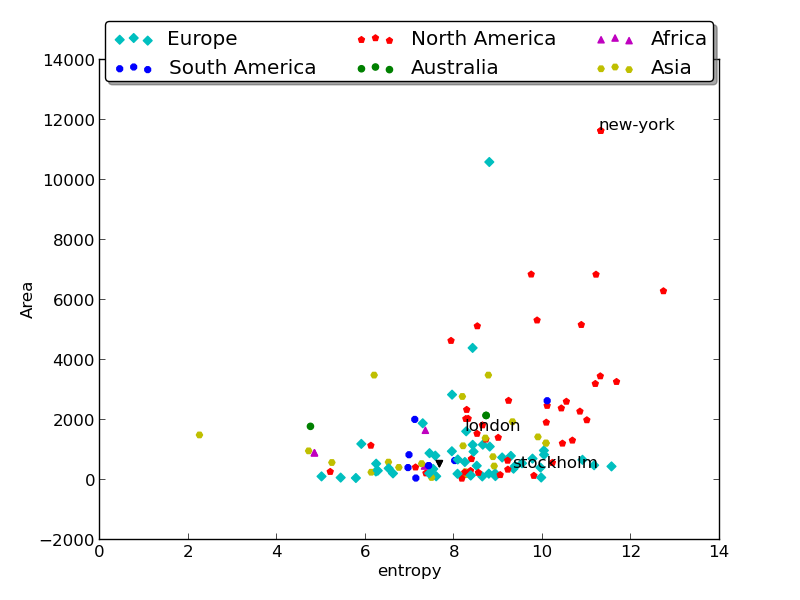 Europe North America Africa
South America Australia Asia
14000
12000
new-york
10000
8000
6000
Area
4000
2000
london
stockholm
0
−2000
0 2 4 6 8 10 12 14
entropy